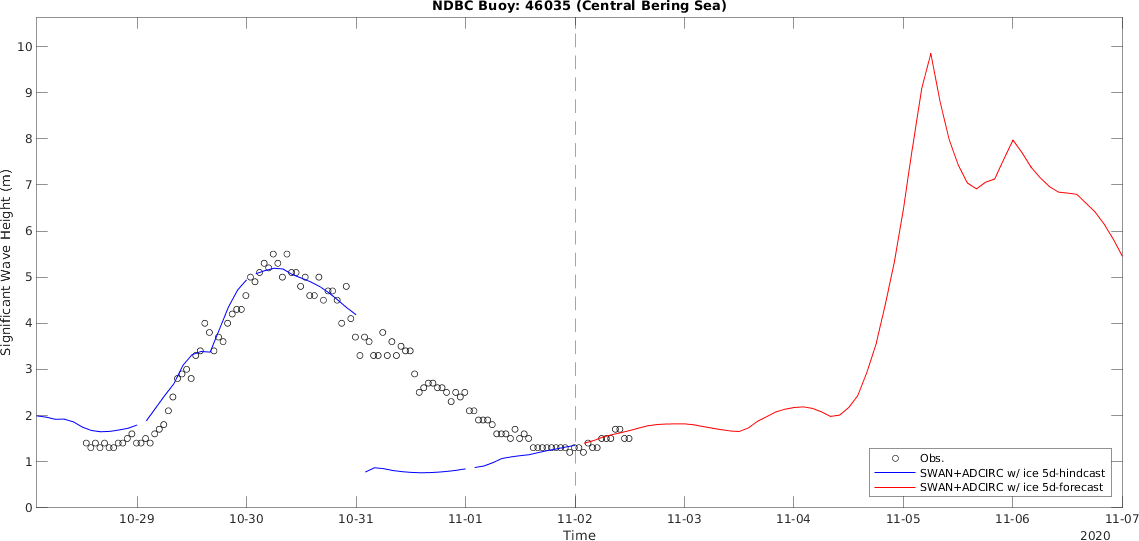 NDBC Buoy: 46035 (Central Bering Sea)
Significant Wave Height (m)
10
9
8
7
6
5
4
3
2
1
0
Obs.
SWAN+ADCIRC w/ ice 5d-hindcast
SWAN+ADCIRC w/ ice 5d-forecast
10-29 10-30 10-31 11-01 11-02 11-03 11-04 11-05 11-06 11-07
Time
2020